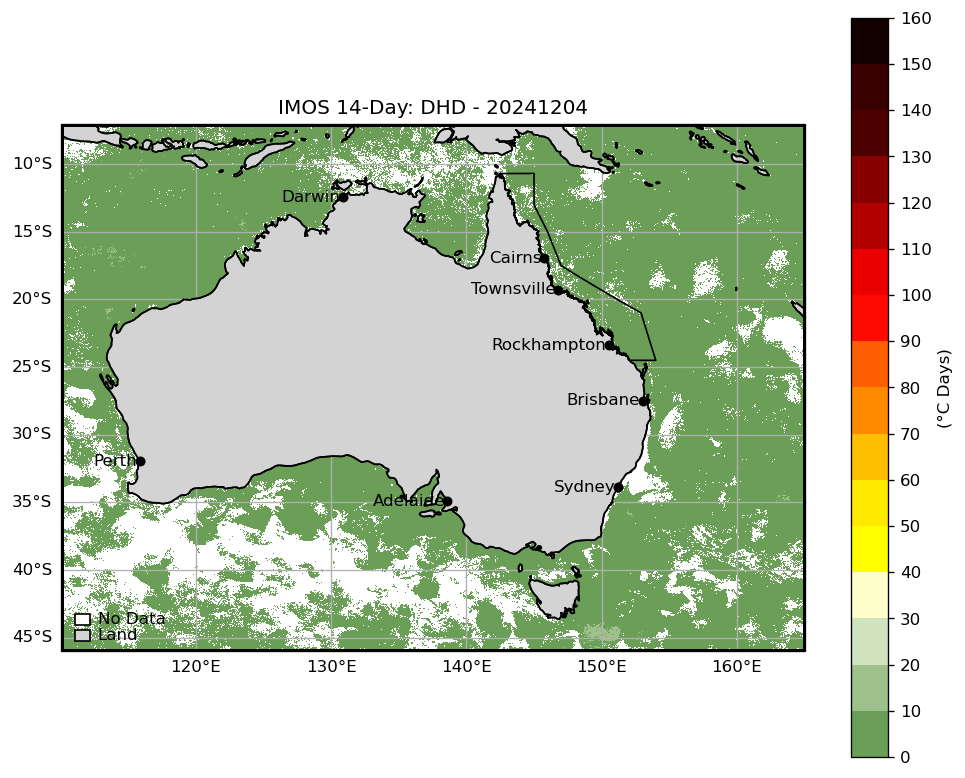 IMOS 14-Day: DHD - 20241204
160
150
140
130
120
110
100
90
80
70
60
50
40
30
20
10
0
(°C Days)
10°S
15°S
20°S
25°S
30°S
35°S
40°S
45°S
Darwin
Cairns
Townsville
Rockhampton
Brisbane
Perth
Sydney
Adelaide
No Data
Land
120°E
130°E
140°E
150°E
160°E